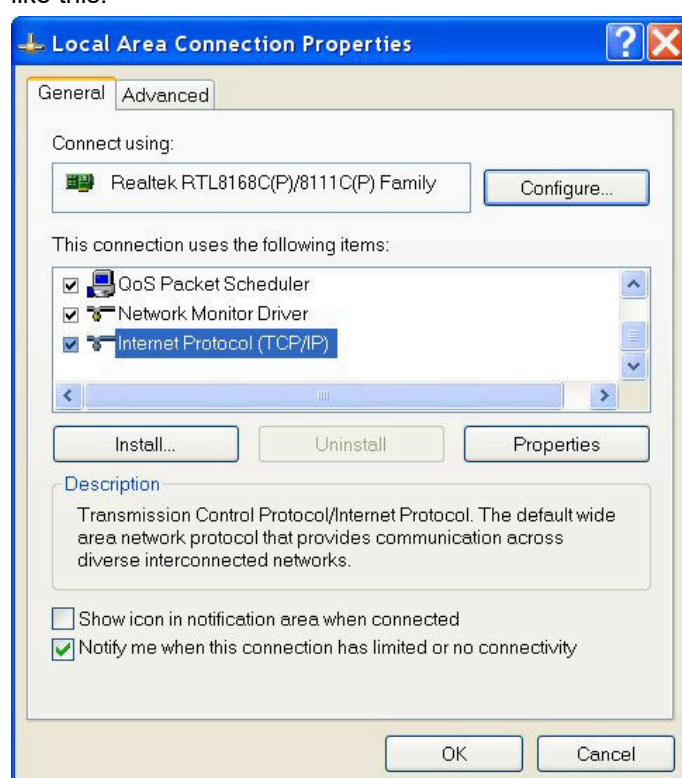 like this:
Local Area Connection Properties
General Advanced
Connect using:
Realtek RTL8168C(P)/8111C(P) Family
Configure...
This connection uses the following items:
QoS Packet Scheduler
Network Monitor Driver
Internet Protocol (TCP/IP)
Install... Uninstall Properties
Description
Transmission Control Protocol/Internet Protocol. The default wide
area network protocol that provides communication across
diverse interconnected networks.
Show icon in notification area when connected
Notify me when this connection has limited or no connectivity
OK Cancel